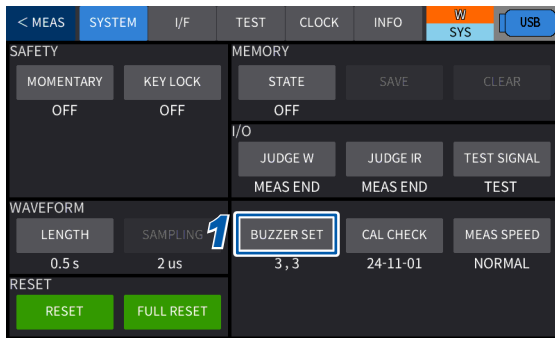 < MEAS SYSTEM I/F TEST CLOCK INFO W SYS USB
SAFETY
MOMENTARY KEY LOCK
OFF OFF
MEMORY
STATE SAVE CLEAR
OFF
I/O
JUDGE W JUDGE IR TEST SIGNAL
MEAS END MEAS END TEST
WAVEFORM
LENGTH SAMPLING
0.5 s 2 us
1
BUZZER SET CAL CHECK MEAS SPEED
3 , 3 24-11-01 NORMAL
RESET
RESET FULL RESET